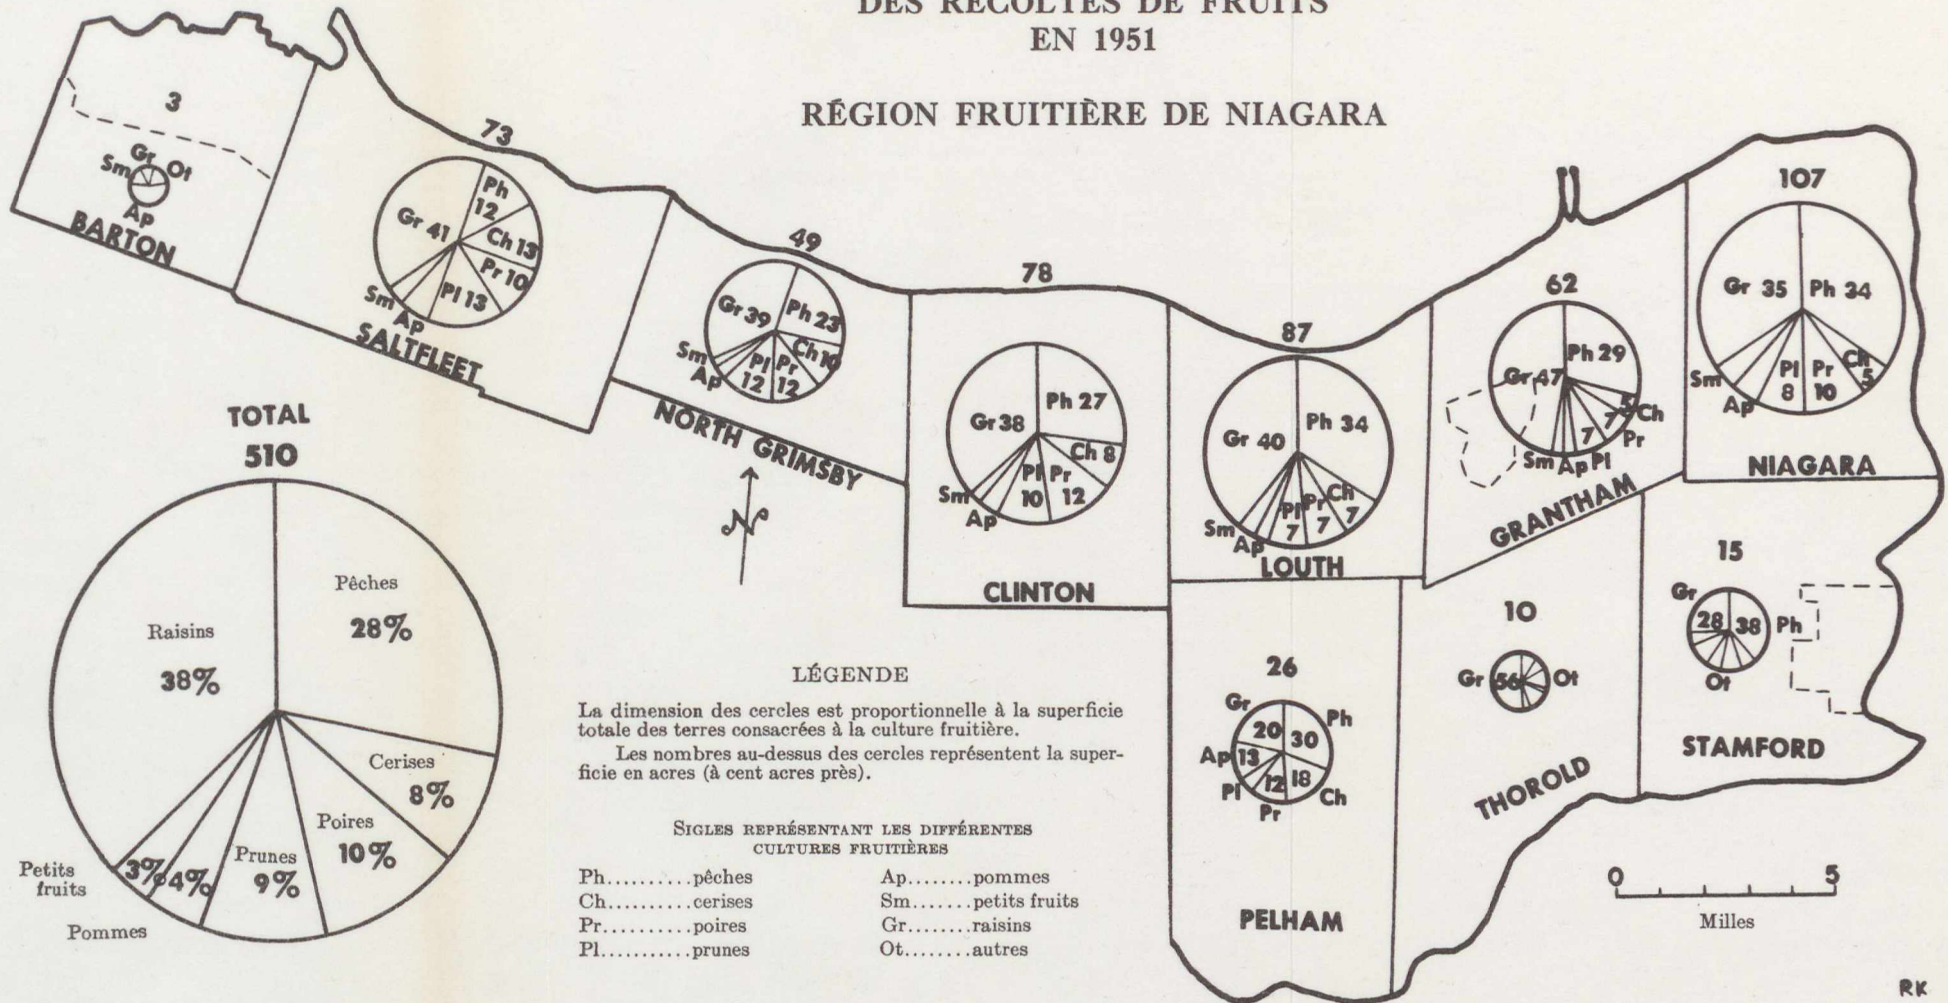 DES RÉCOLTES DE FRUITS
EN 1951
RÉGION FRUITIÈRE DE NIAGARA
3
Gr
Sm
Ot
Ap
BARTON
73
Ph
12
Gr 41
Ch 13
Pr 10
Pl 13
Sm
Ap
SALTFLEET
49
Gr 39
Ph 23
Ch 10
Sm
Pl
12
Pr
12
Ap
NORTH GRIMSBY
78
Gr 38
Ph 27
Ch 8
Pl
10
Pr
12
Sm
Ap
CLINTON
87
Gr 40
Ph 34
Ch
7
Pr
7
Pl
7
Sm
Ap
LOUTH
62
Ph 29
Gr 47
5
Ch
7
Pr
7
Pl
Sm
Ap
GRANTHAM
107
Gr 35
Ph 34
Ch
5
Pr
10
Pl
8
Sm
Ap
NIAGARA
15
Gr
28
38
Ph
Ot
STAMFORD
10
Gr
56
Ot
THOROLD
26
Gr
Ph
20
30
Ap
13
12
18
Pl
Ch
Pr
PELHAM
N
TOTAL
510
Pêches
28%
Raisins
38%
Cerises
8%
Poires
10%
Prunes
9%
4%
3%
Petits
fruits
Pommes
LÉGENDE
La dimension des cercles est proportionnelle à la superficie
totale des terres consacrées à la culture fruitière.
Les nombres au-dessus des cercles représentent la super-
ficie en acres (à cent acres près).
SIGLES REPRÉSENTANT LES DIFFÉRENTES
CULTURES FRUITIÈRES
Ph..........pêches
Ch..........cerises
Pr..........poires
Pl...........prunes
Ap........pommes
Sm.......petits fruits
Gr........raisins
Ot........autres
0
5
Milles
RK